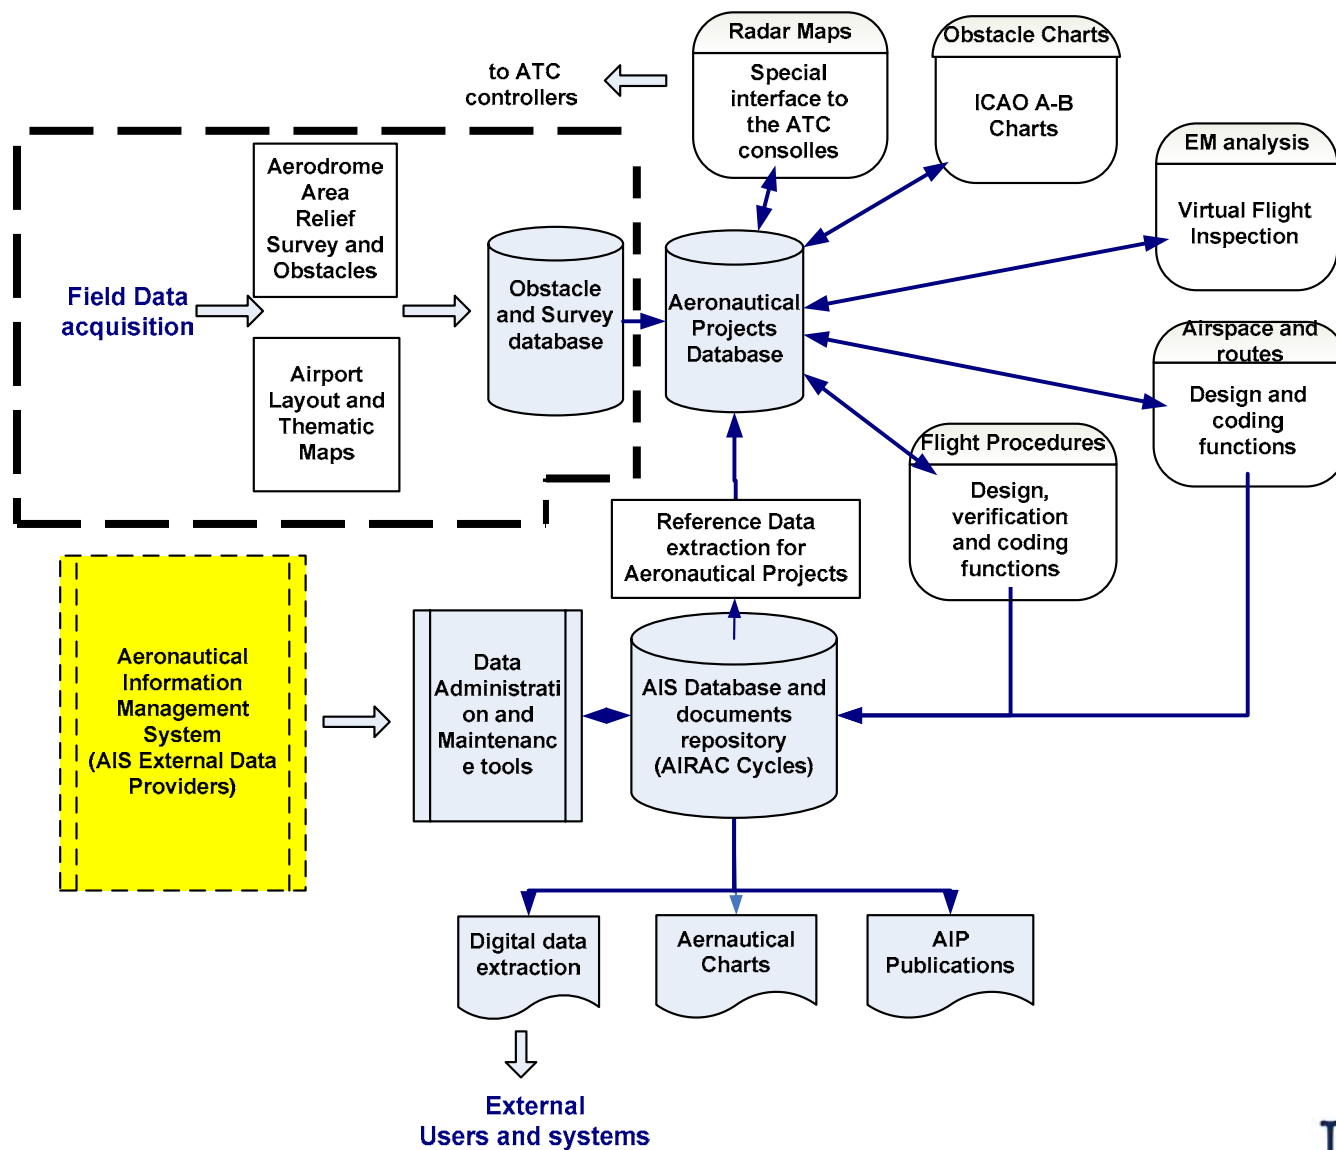 Radar Maps
Special
interface to
the ATC
consolles
Obstacle Charts
ICAO A-B
Charts
to ATC
controllers
EM analysis
Virtual Flight
Inspection
Aerodrome
Area
Relief
Survey and
Obstacles
Field Data
acquisition
Obstacle
and Survey
database
Aeronautical
Projects
Database
Airspace and
routes
Design and
coding
functions
Airport
Layout and
Thematic
Maps
Flight Procedures
Design,
verification
and coding
functions
Reference Data
extraction for
Aeronautical Projects
Aeronautical
Information
Management
System
(AIS External Data
Providers)
Data
Administrati
on and
Maintenanc
e tools
AIS Database and
documents
repository
(AIRAC Cycles)
Digital data
extraction
Aernautical
Charts
AIP
Publications
External
Users and systems